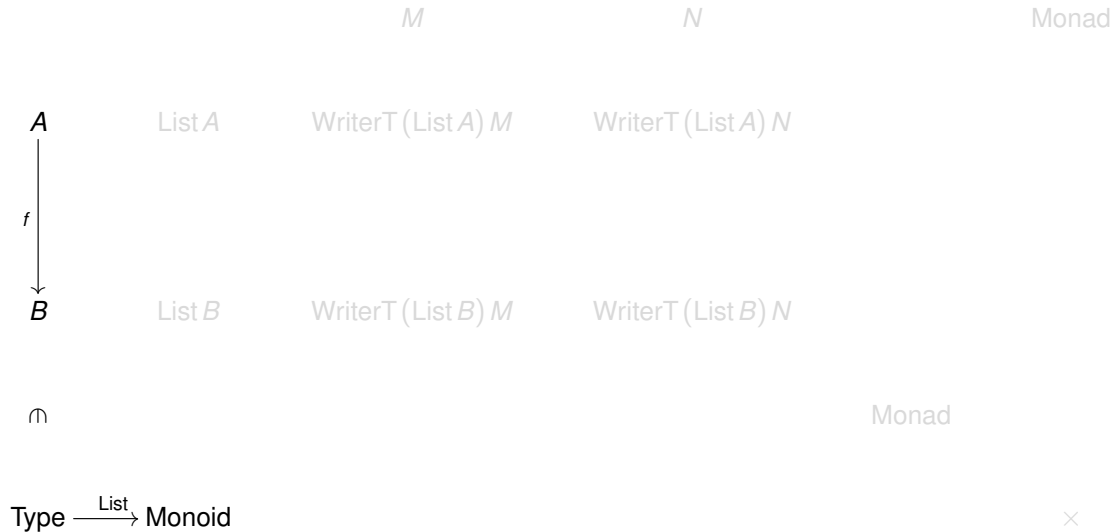 M N Monad
A List A WriterT (List A) M WriterT (List A) N
f
B List B WriterT (List B) M WriterT (List B) N
⋒ Monad
List
Type ⟶ Monoid ×